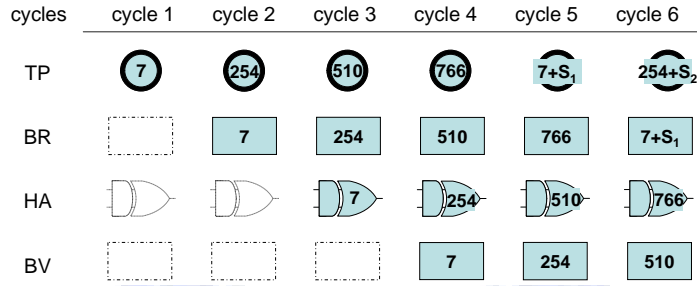 cycles cycle 1 cycle 2 cycle 3 cycle 4 cycle 5 cycle 6
TP 7 254 510 766 7+S₁ 254+S₂
BR 7 254 510 766 7+S₁
HA 7 254 510 766
BV 7 254 510